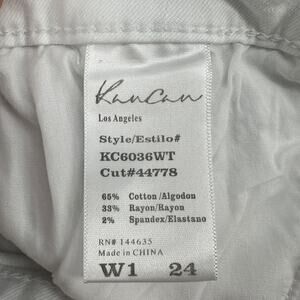 KanCan
Los Angeles
Style/Estilo#
KC6036WT
Cut#44778
65% Cotton/Algodon
33% Rayon/Rayon
2% Spandex/Elastano
RN# 144635
Made in CHINA
W1 24